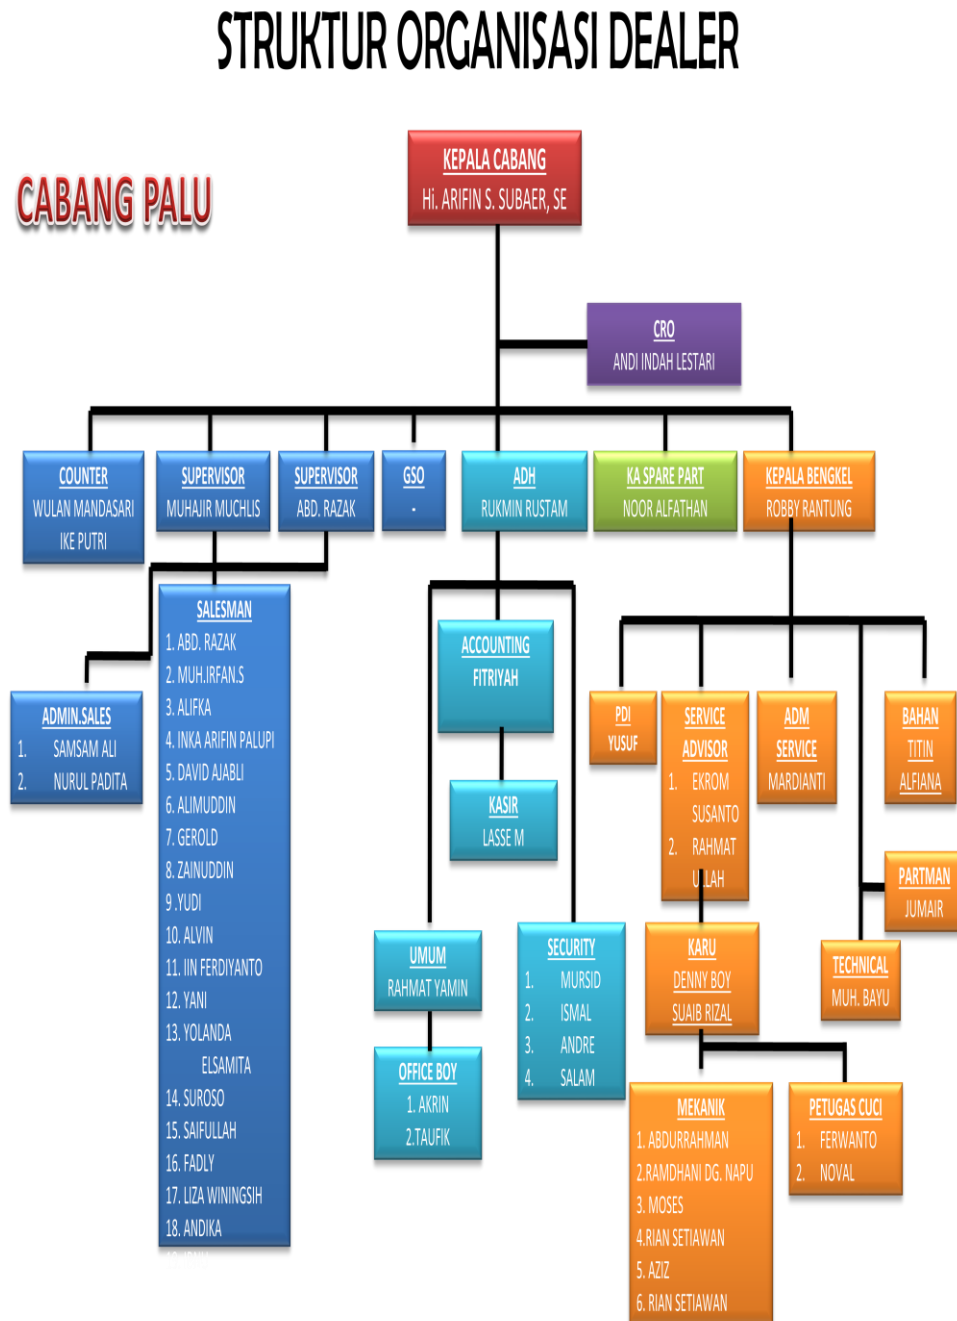 STRUKTUR ORGANISASI DEALER
CABANG PALU
KEPALA CABANG
Hi. ARIFIN S. SUBAER, SE
CRO
ANDI INDAH LESTARI
COUNTER
WULAN MANDASARI
IKE PUTRI
SUPERVISOR
MUHAJIR MUCHLIS
SUPERVISOR
ABD. RAZAK
GSO
-
ADH
RUKMIN RUSTAM
KA SPARE PART
NOOR ALFATHAN
KEPALA BENGKEL
ROBBY RANTUNG
ADMIN.SALES
1. SAMSAM ALI
2. NURUL PADITA
SALESMAN
1. ABD. RAZAK
2. MUH.IRFAN.S
3. ALIFKA
4. INKA ARIFIN PALUPI
5. DAVID AJABLI
6. ALIMUDDIN
7. GEROLD
8. ZAINUDDIN
9 .YUDI
10. ALVIN
11. IIN FERDIYANTO
12. YANI
13. YOLANDA
ELSAMITA
14. SUROSO
15. SAIFULLAH
16. FADLY
17. LIZA WININGSIH
18. ANDIKA
ACCOUNTING
FITRIYAH
KASIR
LASSE M
UMUM
RAHMAT YAMIN
OFFICE BOY
1. AKRIN
2.TAUFIK
SECURITY
1. MURSID
2. ISMAL
3. ANDRE
4. SALAM
PDI
YUSUF
SERVICE
ADVISOR
1. EKROM
SUSANTO
2. RAHMAT
ULLAH
ADM
SERVICE
MARDIANTI
BAHAN
TITIN
ALFIANA
PARTMAN
JUMAIR
TECHNICAL
MUH. BAYU
KARU
DENNY BOY
SUAIB RIZAL
MEKANIK
1. ABDURRAHMAN
2.RAMDHANI DG. NAPU
3. MOSES
4.RIAN SETIAWAN
5. AZIZ
6. RIAN SETIAWAN
PETUGAS CUCI
1. FERWANTO
2. NOVAL